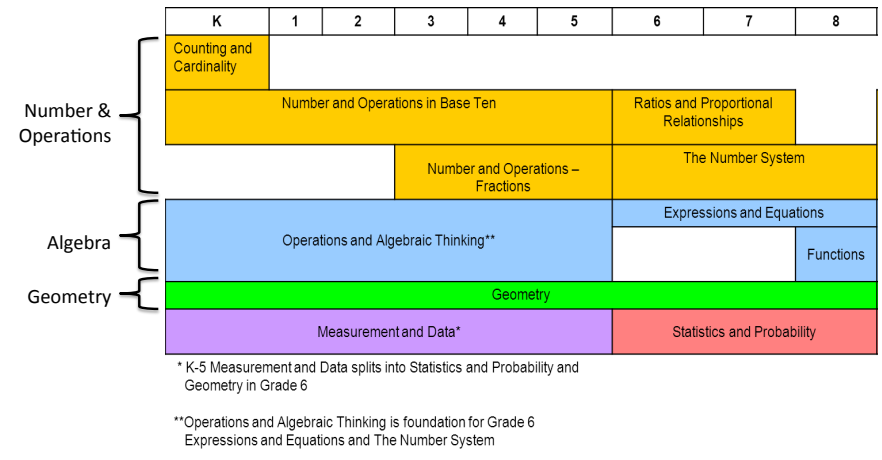 K 1 2 3 4 5 6 7 8
Counting and
Cardinality
Number &
Operations
Number and Operations in Base Ten
Ratios and Proportional
Relationships
Number and Operations –
Fractions
The Number System
Algebra
Operations and Algebraic Thinking**
Expressions and Equations
Functions
Geometry
Geometry
Measurement and Data*
Statistics and Probability
* K-5 Measurement and Data splits into Statistics and Probability and
Geometry in Grade 6
**Operations and Algebraic Thinking is foundation for Grade 6
Expressions and Equations and The Number System